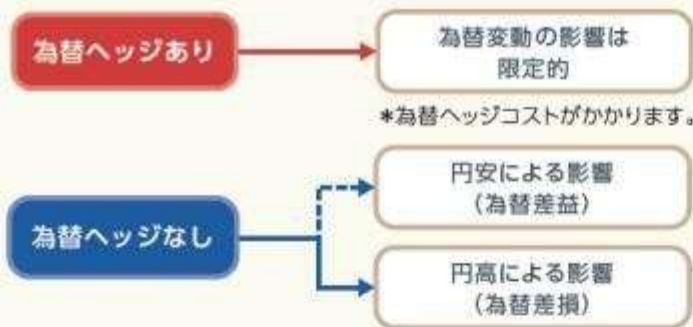 為替ヘッジあり
為替変動の影響は
限定的
*為替ヘッジコストがかかります。
為替ヘッジなし
円安による影響
(為替差益)
円高による影響
(為替差損)